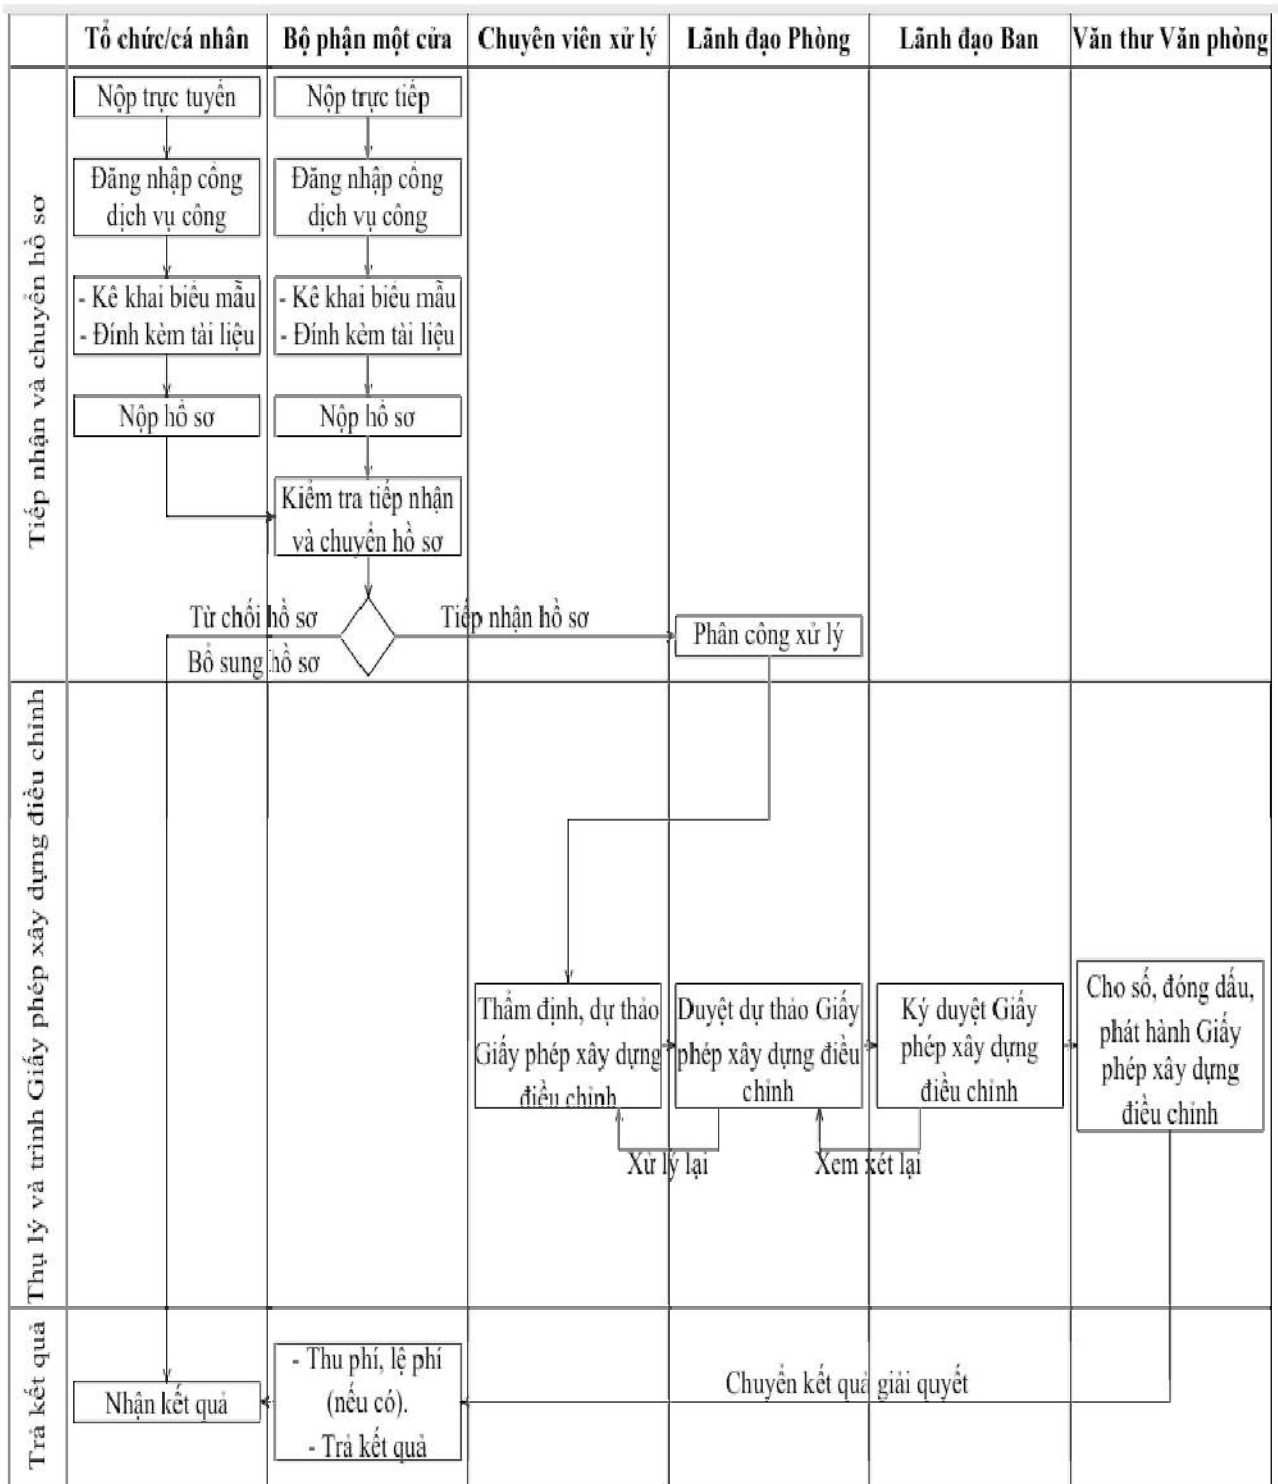 Tổ chức/cá nhân
Bộ phận một cửa
Chuyên viên xử lý
Lãnh đạo Phòng
Lãnh đạo Ban
Văn thư Văn phòng
Tiếp nhận và chuyển hồ sơ
Nộp trực tuyến
Nộp trực tiếp
Đăng nhập cổng
dịch vụ công
Đăng nhập cổng
dịch vụ công
- Kê khai biểu mẫu
- Đính kèm tài liệu
- Kê khai biểu mẫu
- Đính kèm tài liệu
Nộp hồ sơ
Nộp hồ sơ
Kiểm tra tiếp nhận
và chuyển hồ sơ
Từ chối hồ sơ
Bổ sung hồ sơ
Tiếp nhận hồ sơ
Phân công xử lý
Thụ lý và trình Giấy phép xây dựng điều chỉnh
Thẩm định, dự thảo
Giấy phép xây dựng
điều chỉnh
Duyệt dự thảo Giấy
phép xây dựng điều
chỉnh
Ký duyệt Giấy
phép xây dựng
điều chỉnh
Cho số, đóng dấu,
phát hành Giấy
phép xây dựng
điều chỉnh
Xử lý lại
Xem xét lại
Trả kết quả
Nhận kết quả
- Thu phí, lệ phí
(nếu có).
- Trả kết quả
Chuyển kết quả giải quyết